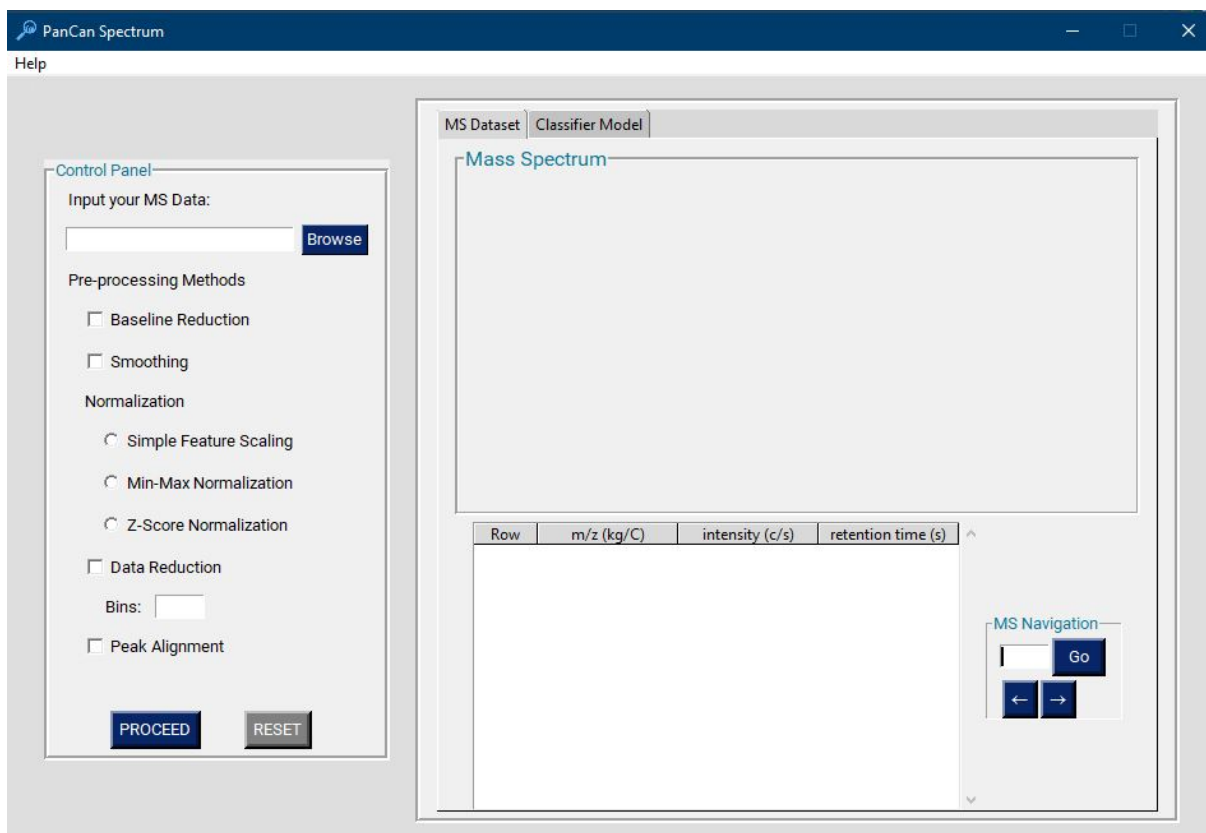 PanCan Spectrum
Help
Control Panel
Input your MS Data:
Browse
Pre-processing Methods
Baseline Reduction
Smoothing
Normalization
Simple Feature Scaling
Min-Max Normalization
Z-Score Normalization
Data Reduction
Bins:
Peak Alignment
PROCEED RESET
MS Dataset Classifier Model
Mass Spectrum
Row m/z (kg/C) intensity (c/s) retention time (s)
MS Navigation
Go
← →